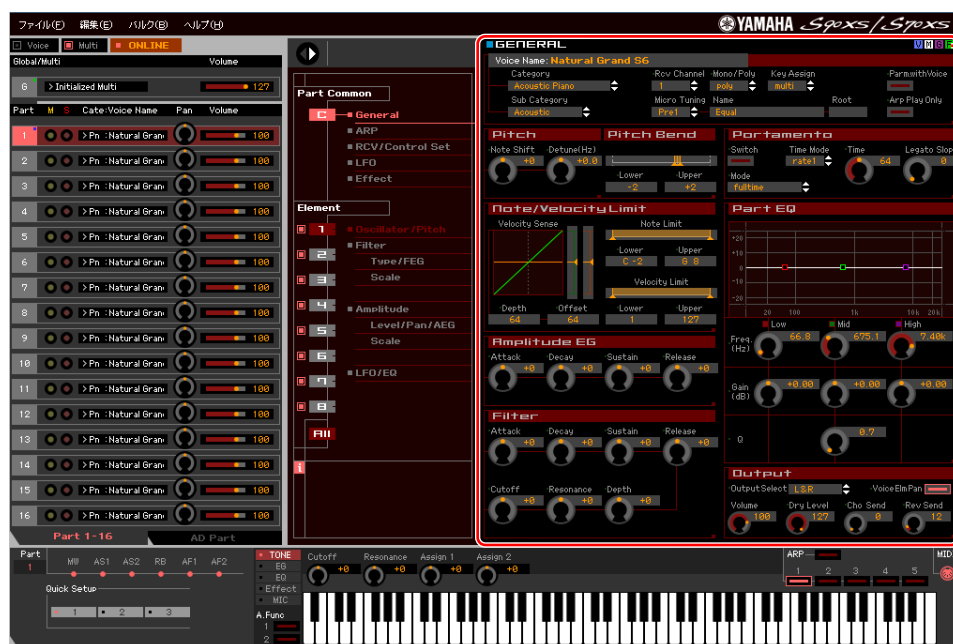 ファイル(F) 編集(E) バルク(B) ヘルプ(H)
YAMAHA S90XS/S70XS
Voice Multi ONLINE
Global/Multi Volume
G >Initialized Multi 127
Part M S Cate:Voice Name Pan Volume
1 >Pn :Natural Gran 100
2 >Pn :Natural Gran 100
3 >Pn :Natural Gran 100
4 >Pn :Natural Gran 100
5 >Pn :Natural Gran 100
6 >Pn :Natural Gran 100
7 >Pn :Natural Gran 100
8 >Pn :Natural Gran 100
9 >Pn :Natural Gran 100
10 >Pn :Natural Gran 100
11 >Pn :Natural Gran 100
12 >Pn :Natural Gran 100
13 >Pn :Natural Gran 100
14 >Pn :Natural Gran 100
15 >Pn :Natural Gran 100
16 >Pn :Natural Gran 100
Part 1-16 AD Part
Part Common
C General
ARP
RCV/Control Set
LFO
Effect
Element
1 Oscillator/Pitch
2 Filter
Type/FEG
3 Scale
4 Amplitude
5 Level/Pan/AEG
Scale
6
7 LFO/EQ
8
All
i
GENERAL V M G
Voice Name: Natural Grand S6
Category Rcv Channel Mono/Poly Key Assign ParmwithVoice
Acoustic Piano 1 poly multi
Sub Category Micro Tuning Name Root Arp Play Only
Acoustic Pre1 Equal
Pitch Pitch Bend Portamento
Note Shift Detune(Hz) Switch Time Mode Time Legato Slop
+0 +0.0 rate1 64 0
Lower Upper Mode
-2 +2 fulltime
Note/Velocity Limit Part EQ
Velocity Sense Note Limit
Lower Upper
C -2 G 8
Velocity Limit
Depth Offset Lower Upper
64 64 1 127
+20
+10
0
-10
-20
20 100 1k 10k 20k
Low Mid High
Freq. (Hz) 66.8 675.1 7.40k
Gain (dB) +0.00 +0.00 +0.00
Q 0.7
Amplitude EG
Attack Decay Sustain Release
+0 +0 +0 +0
Filter
Attack Decay Sustain Release
+0 +0 +0 +0
Cutoff Resonance Depth
+0 +0 +0
Output
Output Select L&R Voice Elm Pan
Volume Dry Level Cho Send Rev Send
100 127 0 12
Part
1
MW AS1 AS2 RB AF1 AF2
Quick Setup
1 2 3
TONE
EG
EQ
Effect
MIC
A.Func
1
2
Cutoff Resonance Assign 1 Assign 2
+0 +0 +0 +0
ARP
1 2 3 4 5
MID